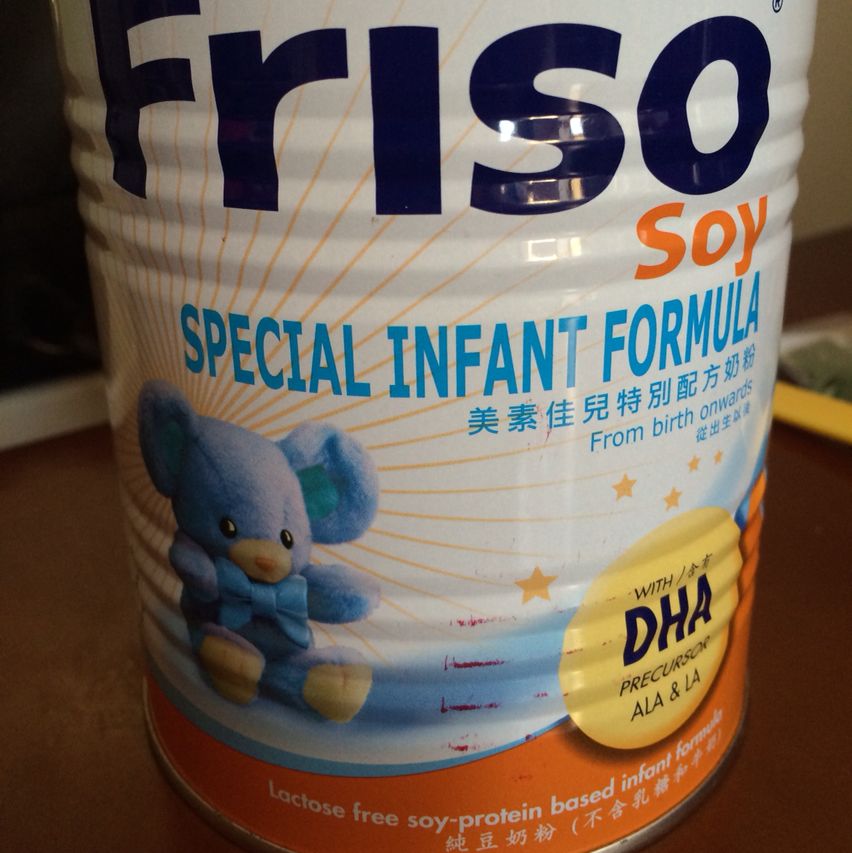 Friso®
Soy
SPECIAL INFANT FORMULA
美素佳兒特別配方奶粉
From birth onwards
從出生以後
WITH / 含有
DHA
PRECURSOR
ALA & LA
Lactose free soy-protein based infant formula
純豆奶粉 (不含乳糖和牛奶)